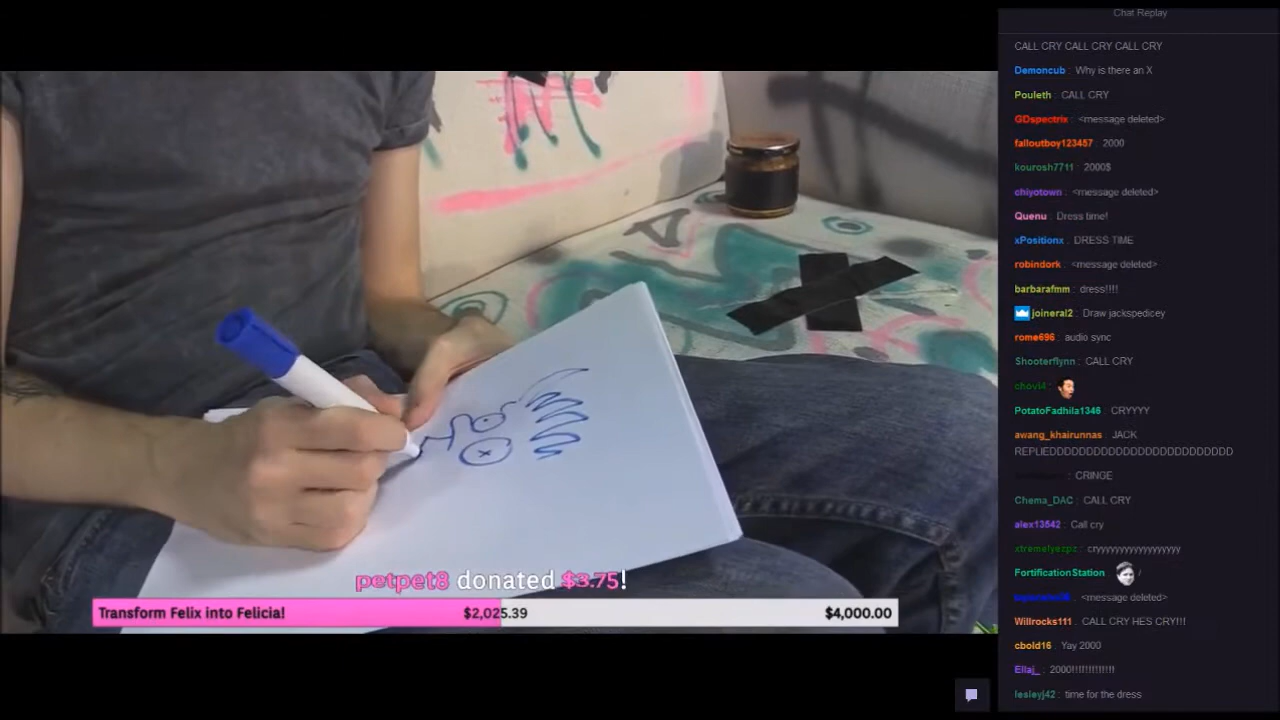 Chat Replay
CALL CRY CALL CRY CALL CRY
Demoncub : Why is there an X
Pouleth : CALL CRY
GDspectrix : <message deleted>
falloutboy123457 : 2000
kourosh7711 : 2000$
chiyotown : <message deleted>
Quenu : Dress time!
xPositionx : DRESS TIME
robindork : <message deleted>
barbarafmm : dress!!!!
joineral2 : Draw jackspedicey
rome696 : audio sync
Shooterflynn : CALL CRY
chovl4 :
PotatoFadhila1346 : CRYYYY
awang_khairunnas : JACK
REPLIEDDDDDDDDDDDDDDDDDDDDDDDDDD
: CRINGE
Chema_DAC : CALL CRY
alex13542 : Call cry
xtremelyezpz : cryyyyyyyyyyyyyyyyyy
FortificationStation : /
: <message deleted>
Willrocks111 : CALL CRY HES CRY!!!
cbold16 : Yay 2000
Ellaj_ : 2000!!!!!!!!!!!!!
lesleyj42 : time for the dress
petpet8 donated $3.75!
Transform Felix into Felicia! $2,025.39 $4,000.00